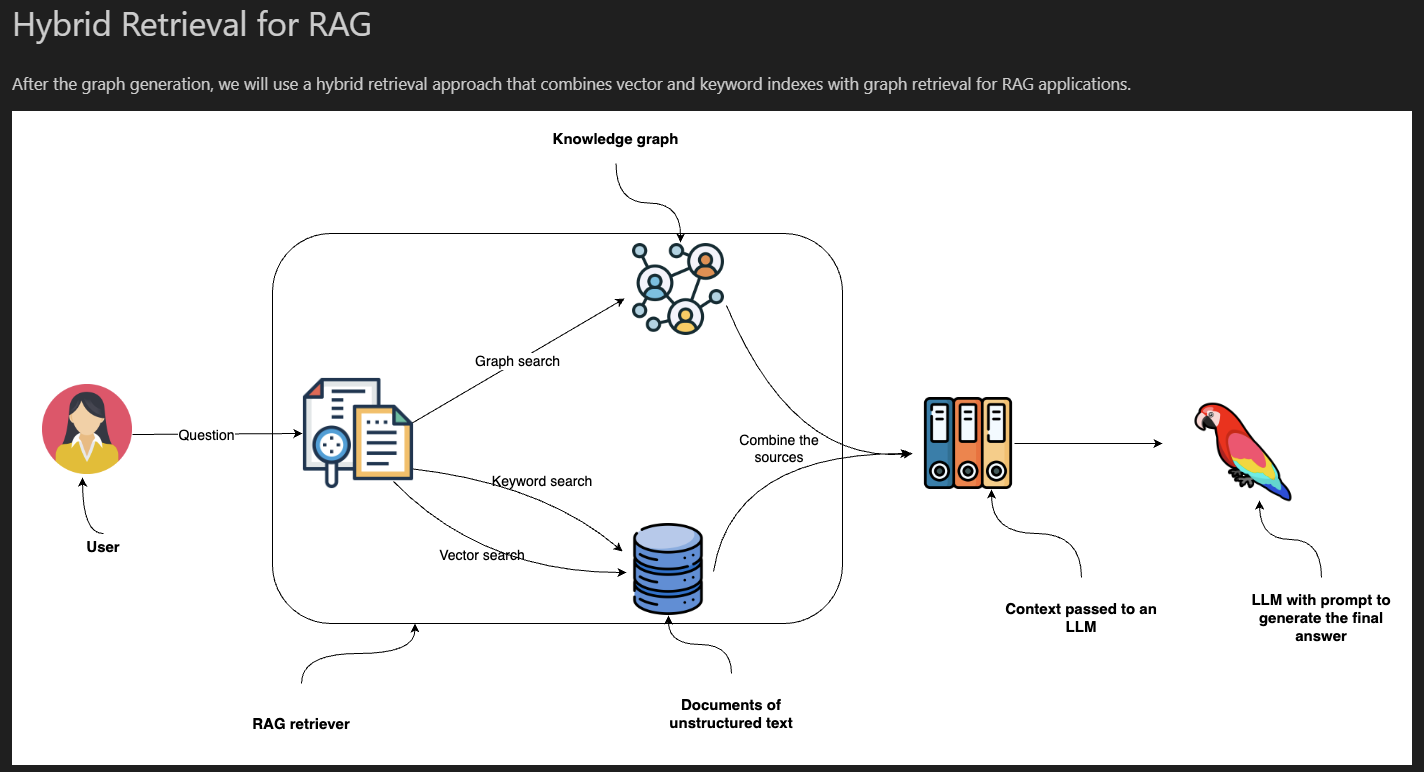 Hybrid Retrieval for RAG
After the graph generation, we will use a hybrid retrieval approach that combines vector and keyword indexes with graph retrieval for RAG applications.
Knowledge graph
Graph search
Question
Combine the
sources
Keyword search
Vector search
User
Context passed to an
LLM
LLM with prompt to
generate the final
answer
RAG retriever
Documents of
unstructured text